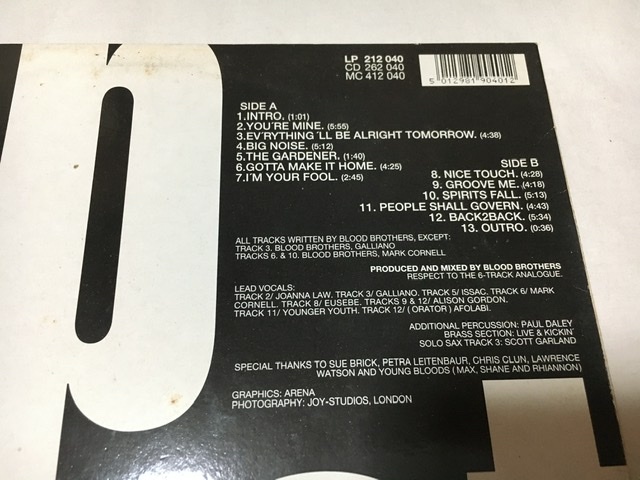 LP 212 040
CD 262 040
MC 412 040
5 012981 904012
SIDE A
1.INTRO. (1:01)
2.YOU'RE MINE. (5:55)
3.EV'RYTHING 'LL BE ALRIGHT TOMORROW. (4:38)
4.BIG NOISE. (5:12)
5.THE GARDENER. (1:40)
6.GOTTA MAKE IT HOME. (4:25)
7.I'M YOUR FOOL. (2:45)
SIDE B
8. NICE TOUCH. (4:28)
9. GROOVE ME. (4:18)
10. SPIRITS FALL. (5:13)
11. PEOPLE SHALL GOVERN. (4:43)
12. BACK2BACK. (5:34)
13. OUTRO. (0:36)
ALL TRACKS WRITTEN BY BLOOD BROTHERS, EXCEPT:
TRACK 3. BLOOD BROTHERS, GALLIANO
TRACKS 6. & 10. BLOOD BROTHERS, MARK CORNELL
PRODUCED AND MIXED BY BLOOD BROTHERS
RESPECT TO THE 6-TRACK ANALOGUE.
LEAD VOCALS:
TRACK 2/ JOANNA LAW. TRACK 3/ GALLIANO. TRACK 5/ ISSAC. TRACK 6/ MARK
CORNELL. TRACK 8/ EUSEBE. TRACKS 9 & 12/ ALISON GORDON.
TRACK 11/ YOUNGER YOUTH. TRACK 12/ ( ORATOR ) AFOLABI.
ADDITIONAL PERCUSSION: PAUL DALEY
BRASS SECTION: LIVE & KICKIN'
SOLO SAX TRACK 3: SCOTT GARLAND
SPECIAL THANKS TO SUE BRICK, PETRA LEITENBAUR, CHRIS CLUN, LAWRENCE
WATSON AND YOUNG BLOODS (MAX, SHANE AND RHIANNON)
GRAPHICS: ARENA
PHOTOGRAPHY: JOY-STUDIOS, LONDON